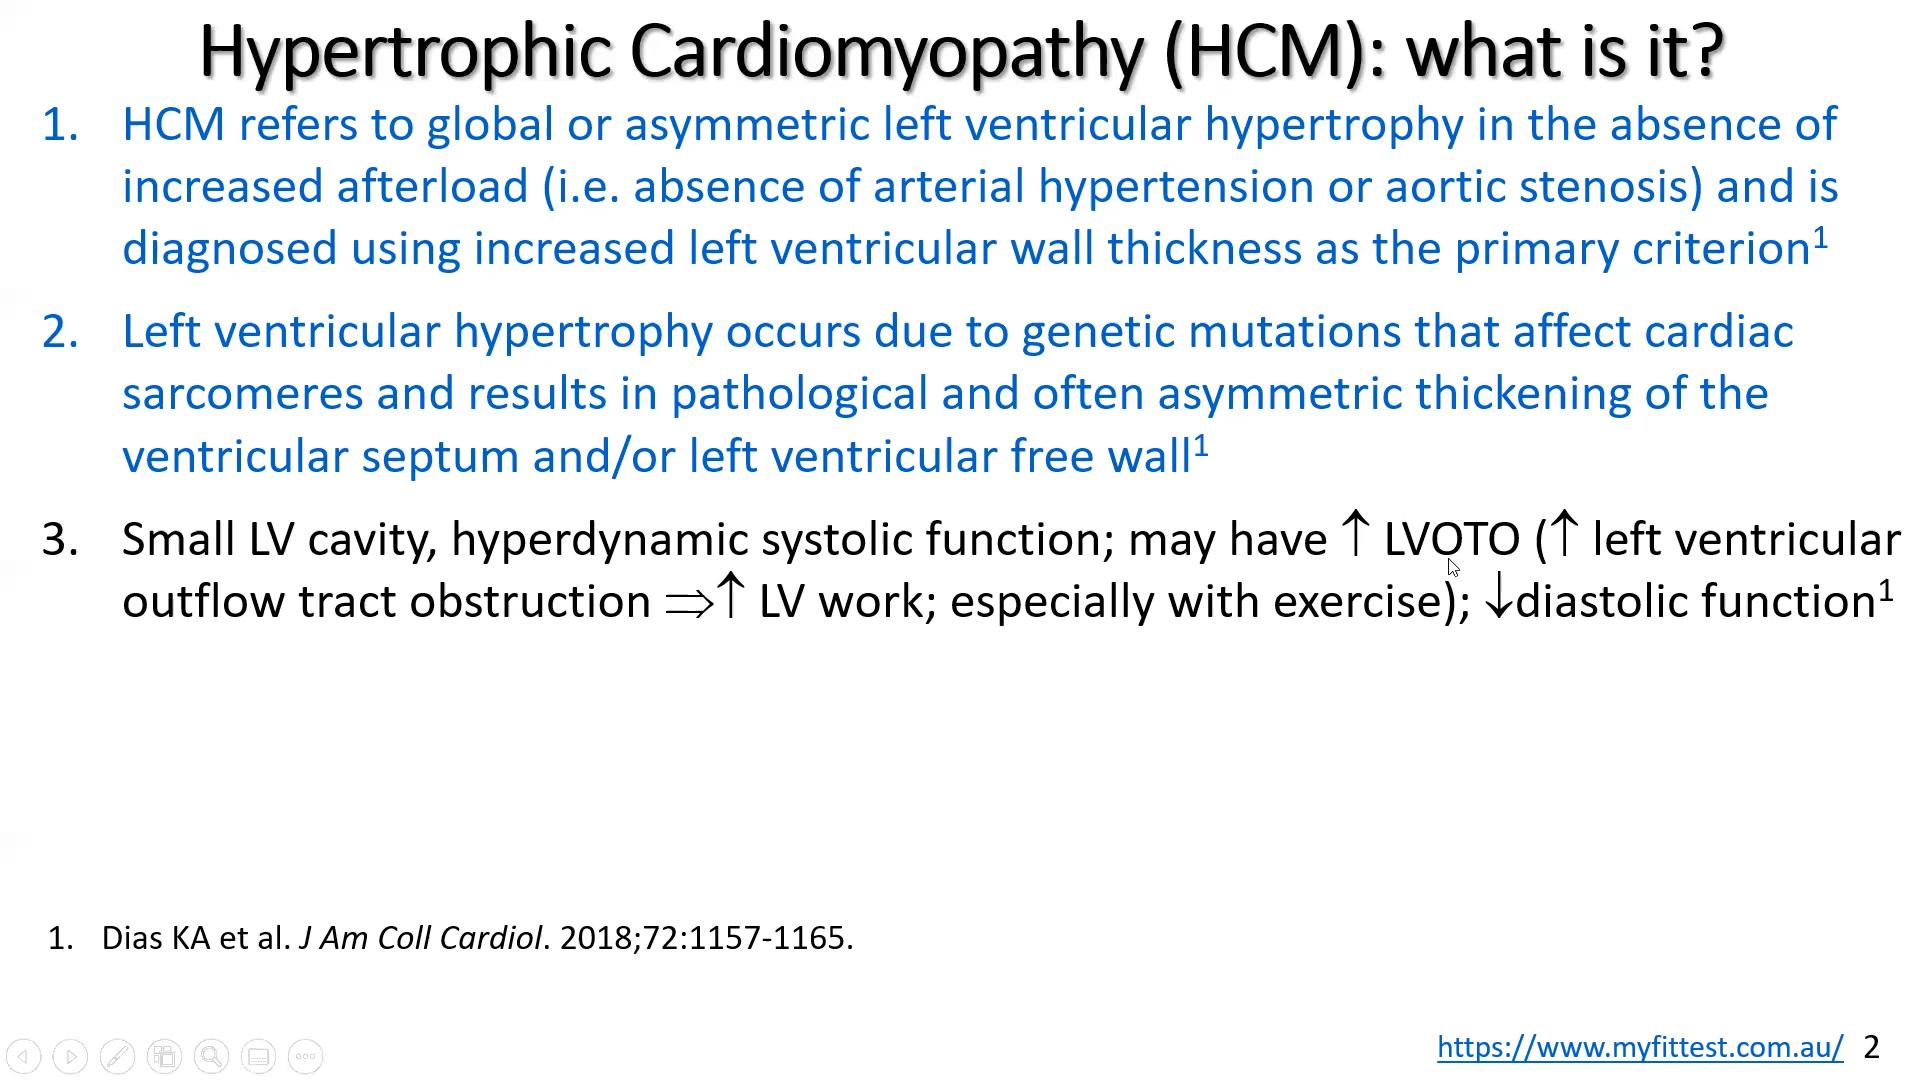 Hypertrophic Cardiomyopathy (HCM): what is it?
1. HCM refers to global or asymmetric left ventricular hypertrophy in the absence of
increased afterload (i.e. absence of arterial hypertension or aortic stenosis) and is
diagnosed using increased left ventricular wall thickness as the primary criterion¹
2. Left ventricular hypertrophy occurs due to genetic mutations that affect cardiac
sarcomeres and results in pathological and often asymmetric thickening of the
ventricular septum and/or left ventricular free wall¹
3. Small LV cavity, hyperdynamic systolic function; may have ↑ LVOTO (↑ left ventricular
outflow tract obstruction ⇒↑ LV work; especially with exercise); ↓diastolic function¹
1. Dias KA et al. J Am Coll Cardiol. 2018;72:1157-1165.
https://www.myfittest.com.au/ 2